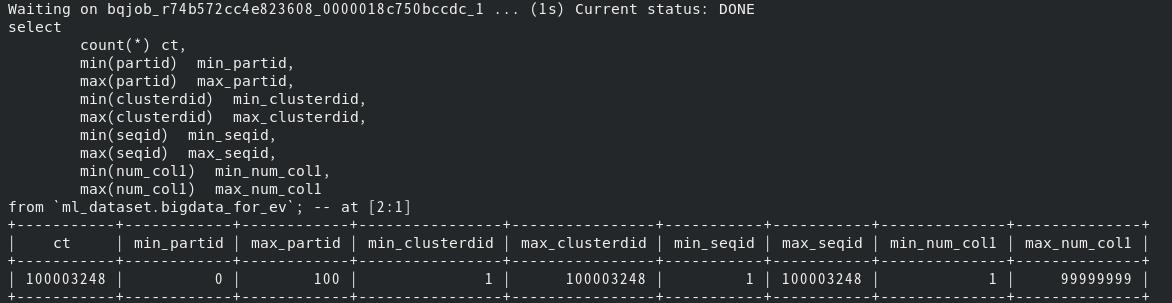 Waiting on bqjob_r74b572cc4e823608_0000018c750bccdc_1 ... (1s) Current status: DONE
select
        count(*) ct,
        min(partid)  min_partid,
        max(partid)  max_partid,
        min(clusterdid)  min_clusterdid,
        max(clusterdid)  max_clusterdid,
        min(seqid)  min_seqid,
        max(seqid)  max_seqid,
        min(num_col1)  min_num_col1,
        max(num_col1)  max_num_col1
from `ml_dataset.bigdata_for_ev`; -- at [2:1]
+-----------+------------+------------+----------------+----------------+-----------+-----------+--------------+--------------+
|    ct     | min_partid | max_partid | min_clusterdid | max_clusterdid | min_seqid | max_seqid | min_num_col1 | max_num_col1 |
+-----------+------------+------------+----------------+----------------+-----------+-----------+--------------+--------------+
| 100003248 |          0 |        100 |              1 |      100003248 |         1 | 100003248 |            1 |     99999999 |
+-----------+------------+------------+----------------+----------------+-----------+-----------+--------------+--------------+